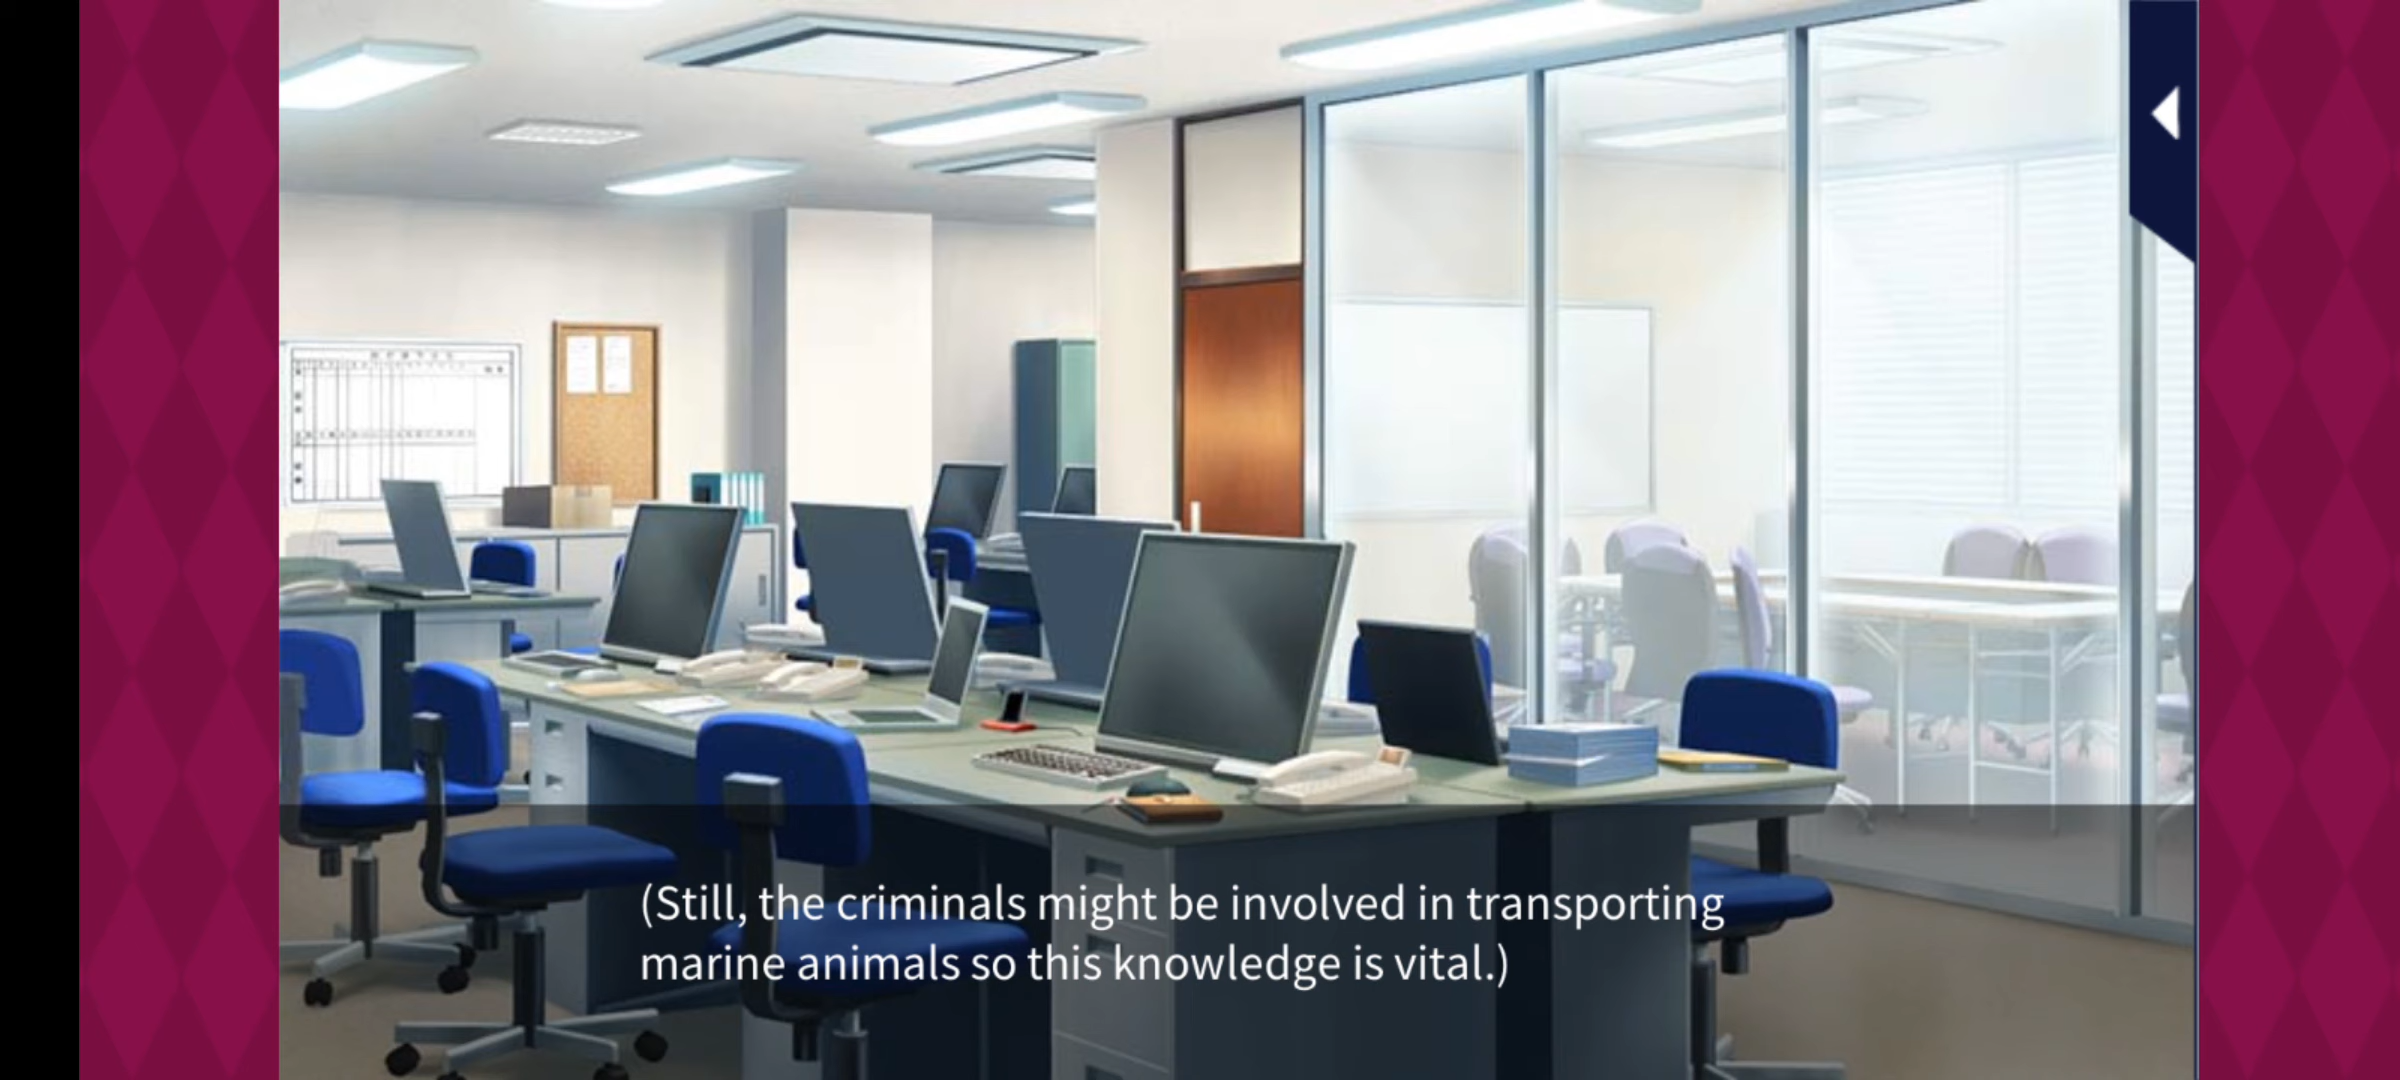 (Still, the criminals might be involved in transporting
marine animals so this knowledge is vital.)